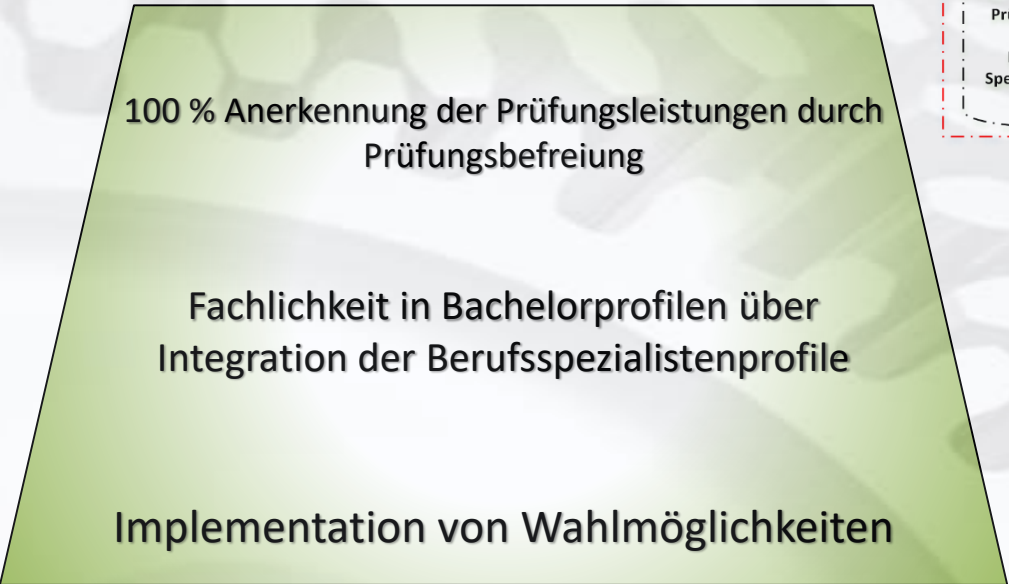 100 % Anerkennung der Prüfungsleistungen durch
Prüfungsbefreiung
Fachlichkeit in Bachelorprofilen über
Integration der Berufsspezialistenprofile
Implementation von Wahlmöglichkeiten